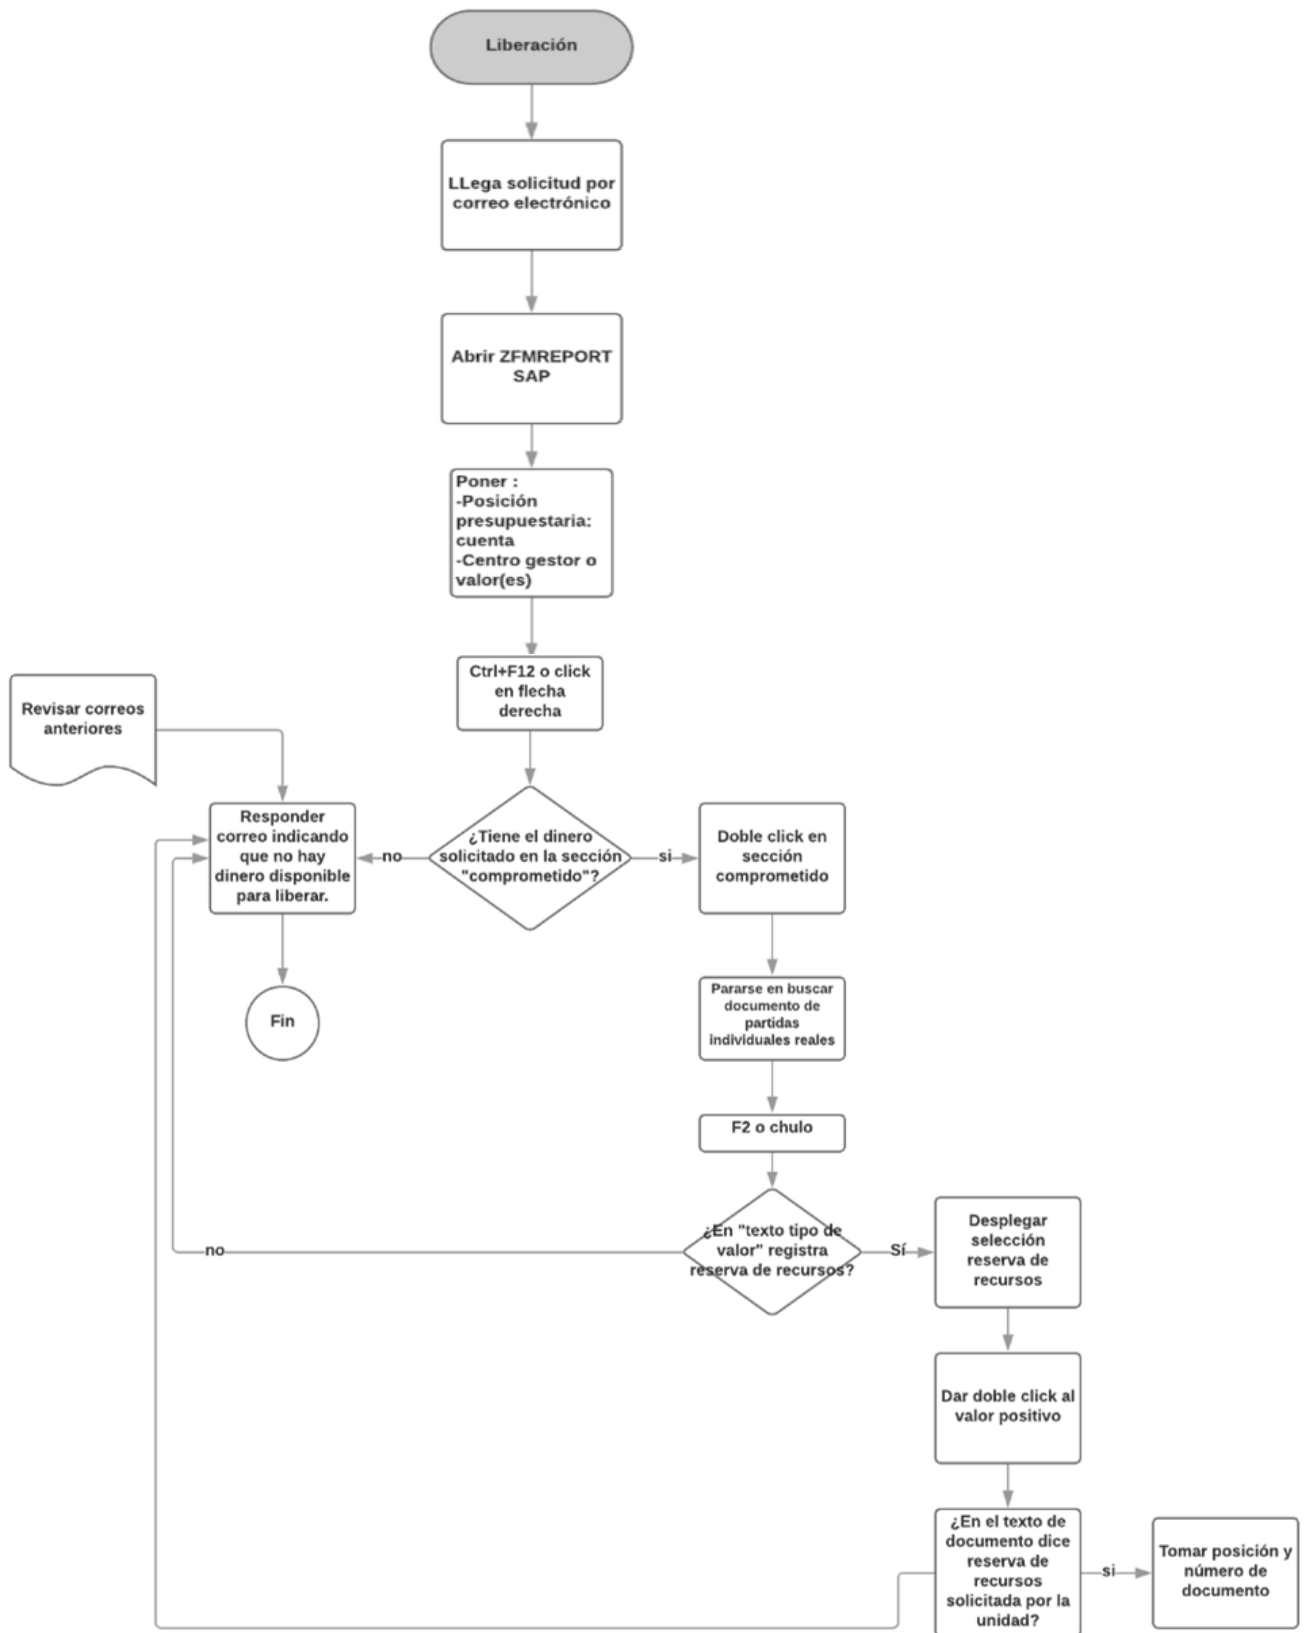 Liberación
LLega solicitud por
correo electrónico
Abrir ZFMREPORT
SAP
Poner :
-Posición
presupuestaria:
cuenta
-Centro gestor o
valor(es)
Ctrl+F12 o click
en flecha
derecha
Revisar correos
anteriores
Responder
correo indicando
que no hay
dinero disponible
para liberar.
no
¿Tiene el dinero
solicitado en la sección
"comprometido"?
si
Doble click en
sección
comprometido
Fin
Pararse en buscar
documento de
partidas
individuales reales
F2 o chulo
no
¿En "texto tipo de
valor" registra
reserva de recursos?
Sí
Desplegar
selección
reserva de
recursos
Dar doble click al
valor positivo
¿En el texto de
documento dice
reserva de
recursos
solicitada por la
unidad?
si
Tomar posición y
número de
documento